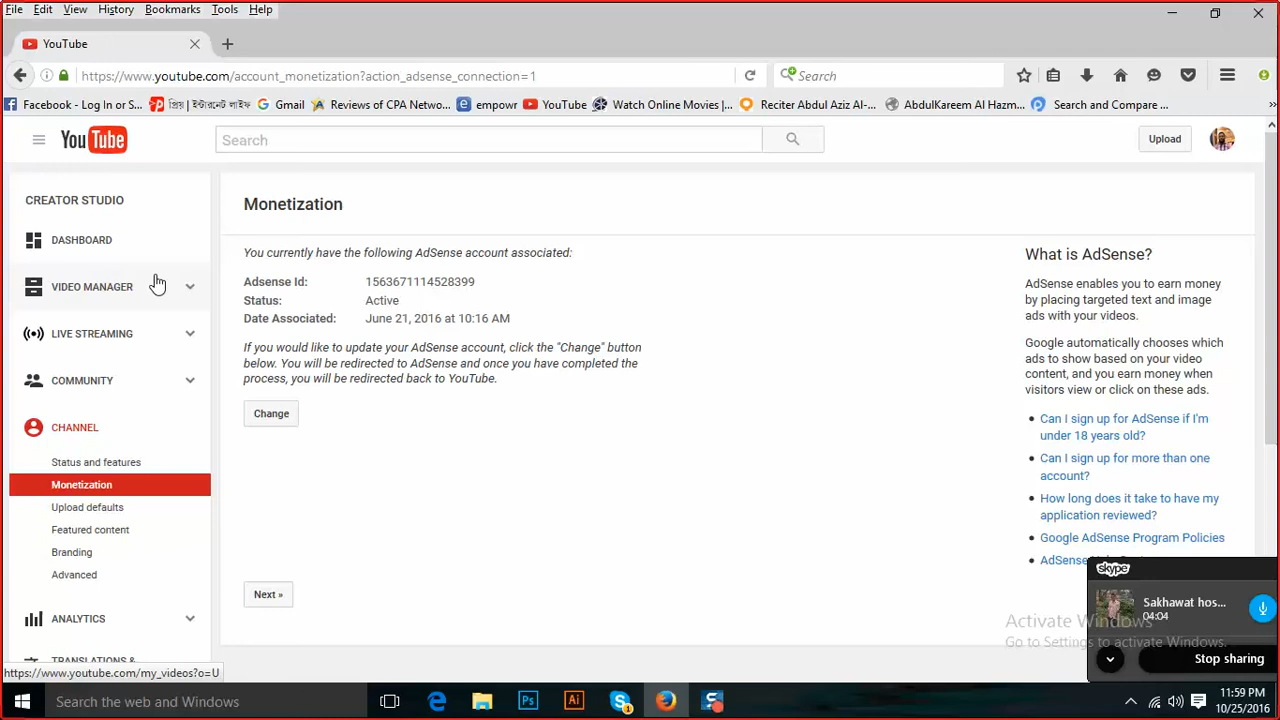 File Edit View History Bookmarks Tools Help
YouTube
https://www.youtube.com/account_monetization?action_adsense_connection=1
Search
Facebook - Log In or S...
প্রিয় | ইন্টারনেট লাইফ
Gmail
Reviews of CPA Netwo...
empowr
YouTube
Watch Online Movies |...
Reciter Abdul Aziz Al-...
AbdulKareem Al Hazm...
Search and Compare ...
YouTube
Search
Upload
CREATOR STUDIO
DASHBOARD
VIDEO MANAGER
LIVE STREAMING
COMMUNITY
CHANNEL
Status and features
Monetization
Upload defaults
Featured content
Branding
Advanced
ANALYTICS
TRANSLATIONS &
https://www.youtube.com/my_videos?o=U
Monetization
You currently have the following AdSense account associated:
Adsense Id: 1563671114528399
Status: Active
Date Associated: June 21, 2016 at 10:16 AM
If you would like to update your AdSense account, click the "Change" button
below. You will be redirected to AdSense and once you have completed the
process, you will be redirected back to YouTube.
Change
Next »
What is AdSense?
AdSense enables you to earn money
by placing targeted text and image
ads with your videos.
Google automatically chooses which
ads to show based on your video
content, and you earn money when
visitors view or click on these ads.
Can I sign up for AdSense if I'm
under 18 years old?
Can I sign up for more than one
account?
How long does it take to have my
application reviewed?
Google AdSense Program Policies
AdSense
skype
Sakhawat hos...
04:04
Stop sharing
Activate Windows
Go to Settings to activate Windows.
Search the web and Windows
11:59 PM
10/25/2016